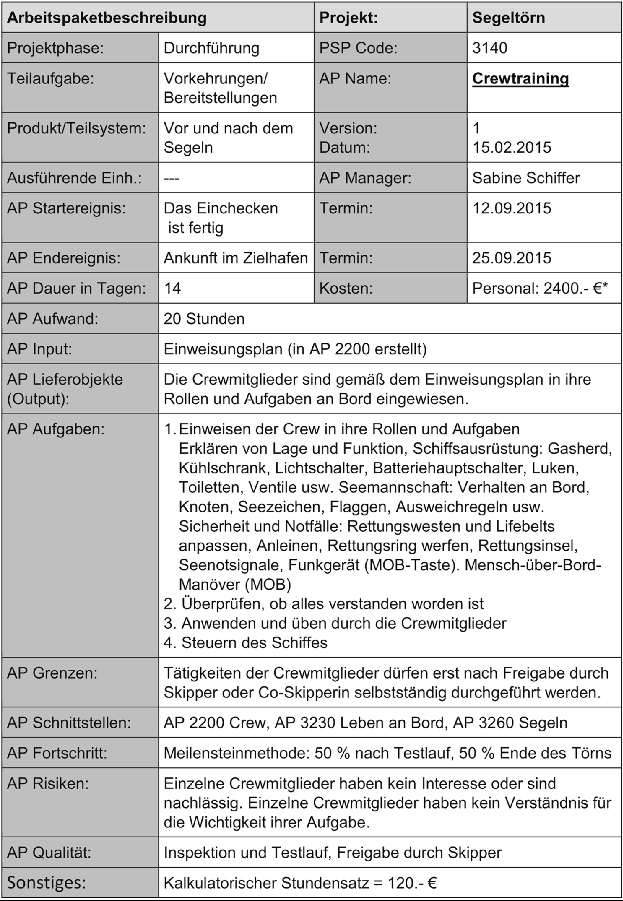 Arbeitspaketbeschreibung Projekt: Segeltörn
Projektphase: Durchführung PSP Code: 3140
Teilaufgabe: Vorkehrungen/ AP Name: Crewtraining
Bereitstellungen
Produkt/Teilsystem: Vor und nach dem Version: 1
Segeln Datum: 15.02.2015
Ausführende Einh.: --- AP Manager: Sabine Schiffer
AP Startereignis: Das Einchecken Termin: 12.09.2015
ist fertig
AP Endereignis: Ankunft im Zielhafen Termin: 25.09.2015
AP Dauer in Tagen: 14 Kosten: Personal: 2400.- €*
AP Aufwand: 20 Stunden
AP Input: Einweisungsplan (in AP 2200 erstellt)
AP Lieferobjekte Die Crewmitglieder sind gemäß dem Einweisungsplan in ihre
(Output): Rollen und Aufgaben an Bord eingewiesen.
AP Aufgaben: 1. Einweisen der Crew in ihre Rollen und Aufgaben
Erklären von Lage und Funktion, Schiffsausrüstung: Gasherd,
Kühlschrank, Lichtschalter, Batteriehauptschalter, Luken,
Toiletten, Ventile usw. Seemannschaft: Verhalten an Bord,
Knoten, Seezeichen, Flaggen, Ausweichregeln usw.
Sicherheit und Notfälle: Rettungswesten und Lifebelts
anpassen, Anleinen, Rettungsring werfen, Rettungsinsel,
Seenotsignale, Funkgerät (MOB-Taste). Mensch-über-Bord-
Manöver (MOB)
2. Überprüfen, ob alles verstanden worden ist
3. Anwenden und üben durch die Crewmitglieder
4. Steuern des Schiffes
AP Grenzen: Tätigkeiten der Crewmitglieder dürfen erst nach Freigabe durch
Skipper oder Co-Skipperin selbstständig durchgeführt werden.
AP Schnittstellen: AP 2200 Crew, AP 3230 Leben an Bord, AP 3260 Segeln
AP Fortschritt: Meilensteinmethode: 50 % nach Testlauf, 50 % Ende des Törns
AP Risiken: Einzelne Crewmitglieder haben kein Interesse oder sind
nachlässig. Einzelne Crewmitglieder haben kein Verständnis für
die Wichtigkeit ihrer Aufgabe.
AP Qualität: Inspektion und Testlauf, Freigabe durch Skipper
Sonstiges: Kalkulatorischer Stundensatz = 120.- €